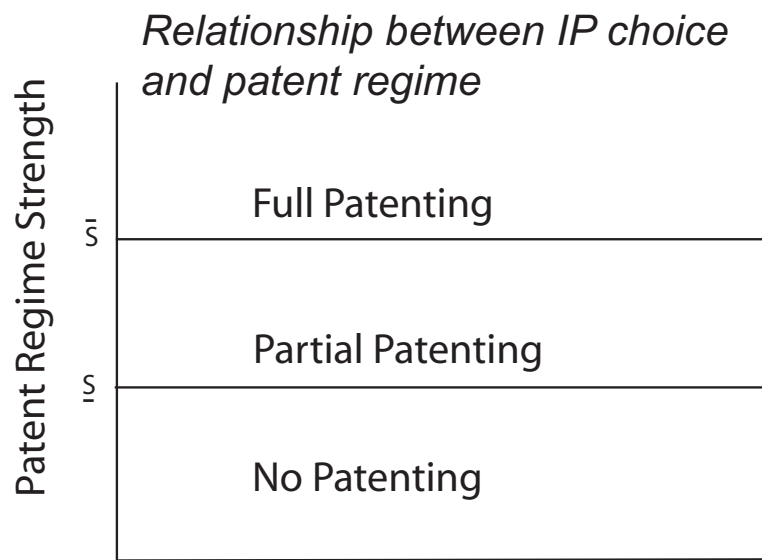 Relationship between IP choice
and patent regime
Patent Regime Strength
Full Patenting
s̄
Partial Patenting
s̲
No Patenting